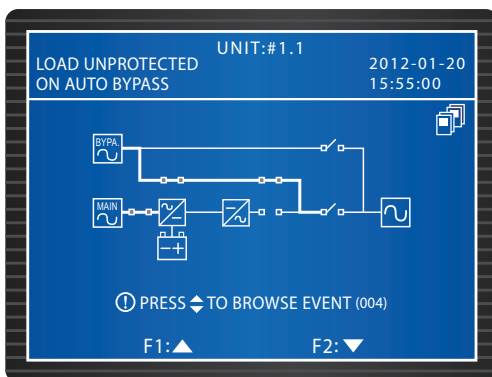 UNIT:#1.1
LOAD UNPROTECTED
2012-01-20
ON AUTO BYPASS
15:55:00
BYPA.
MAIN
PRESS TO BROWSE EVENT (004)
F1: F2: